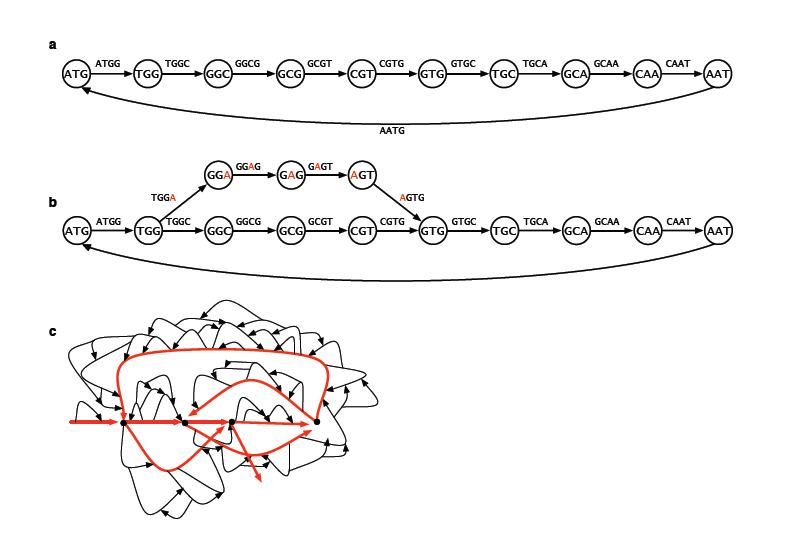 a
ATGG TGGC GGCG GCGT CGTG GTGC TGCA GCAA CAAT
ATG TGG GGC GCG CGT GTG TGC GCA CAA AAT
AATG
GGAG GAGT
GGA GAG AGT
TGGA AGTG
b
ATGG TGGC GGCG GCGT CGTG GTGC TGCA GCAA CAAT
ATG TGG GGC GCG CGT GTG TGC GCA CAA AAT
c